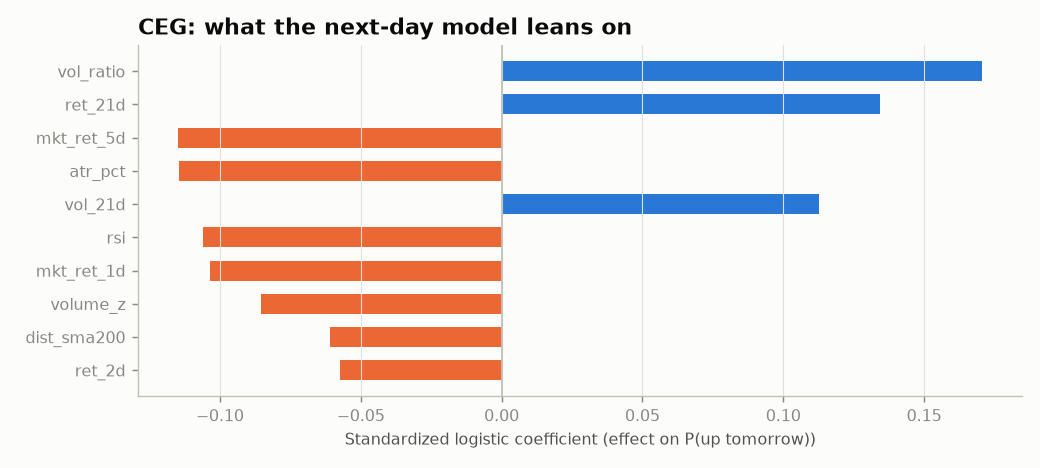 CEG: what the next-day model leans on
vol_ratio
ret_21d
mkt_ret_5d
atr_pct
vol_21d
rsi
mkt_ret_1d
volume_z
dist_sma200
ret_2d
−0.10 −0.05 0.00 0.05 0.10 0.15
Standardized logistic coefficient (effect on P(up tomorrow))